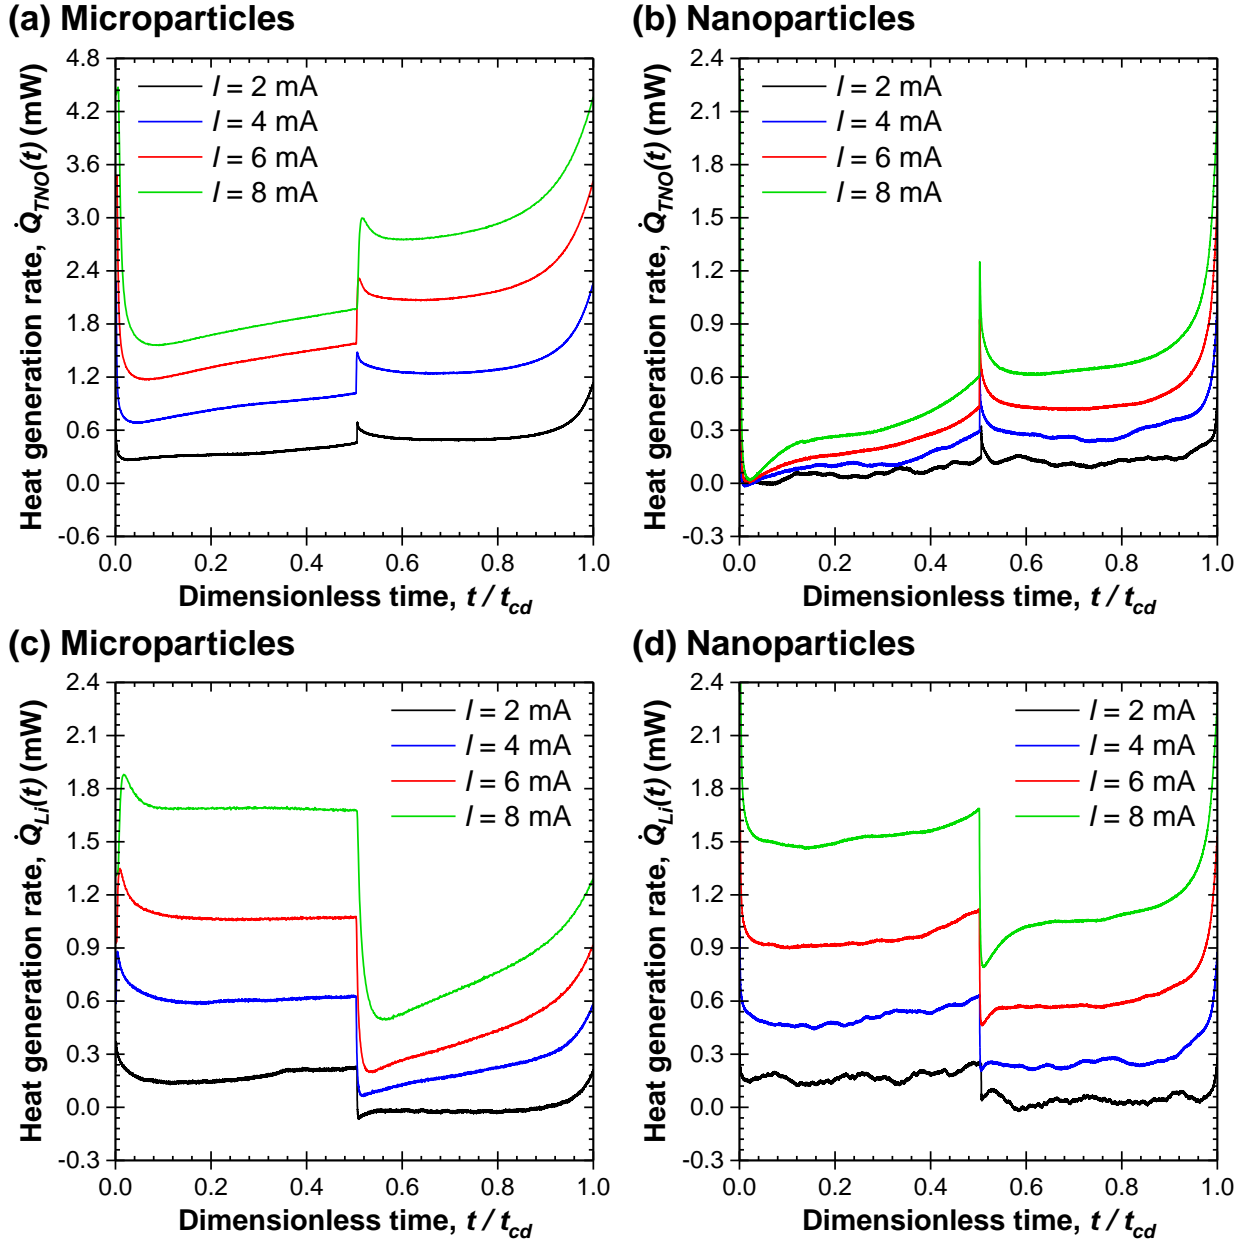 (a) Microparticles
Heat generation rate, Q̇_TNO(t) (mW)
4.8
4.2
3.6
3.0
2.4
1.8
1.2
0.6
0.0
-0.6
I = 2 mA
I = 4 mA
I = 6 mA
I = 8 mA
0.0 0.2 0.4 0.6 0.8 1.0
Dimensionless time, t / t_cd
(b) Nanoparticles
Heat generation rate, Q̇_TNO(t) (mW)
2.4
2.1
1.8
1.5
1.2
0.9
0.6
0.3
0.0
-0.3
I = 2 mA
I = 4 mA
I = 6 mA
I = 8 mA
0.0 0.2 0.4 0.6 0.8 1.0
Dimensionless time, t / t_cd
(c) Microparticles
Heat generation rate, Q̇_Li(t) (mW)
2.4
2.1
1.8
1.5
1.2
0.9
0.6
0.3
0.0
-0.3
I = 2 mA
I = 4 mA
I = 6 mA
I = 8 mA
0.0 0.2 0.4 0.6 0.8 1.0
Dimensionless time, t / t_cd
(d) Nanoparticles
Heat generation rate, Q̇_Li(t) (mW)
2.4
2.1
1.8
1.5
1.2
0.9
0.6
0.3
0.0
-0.3
I = 2 mA
I = 4 mA
I = 6 mA
I = 8 mA
0.0 0.2 0.4 0.6 0.8 1.0
Dimensionless time, t / t_cd